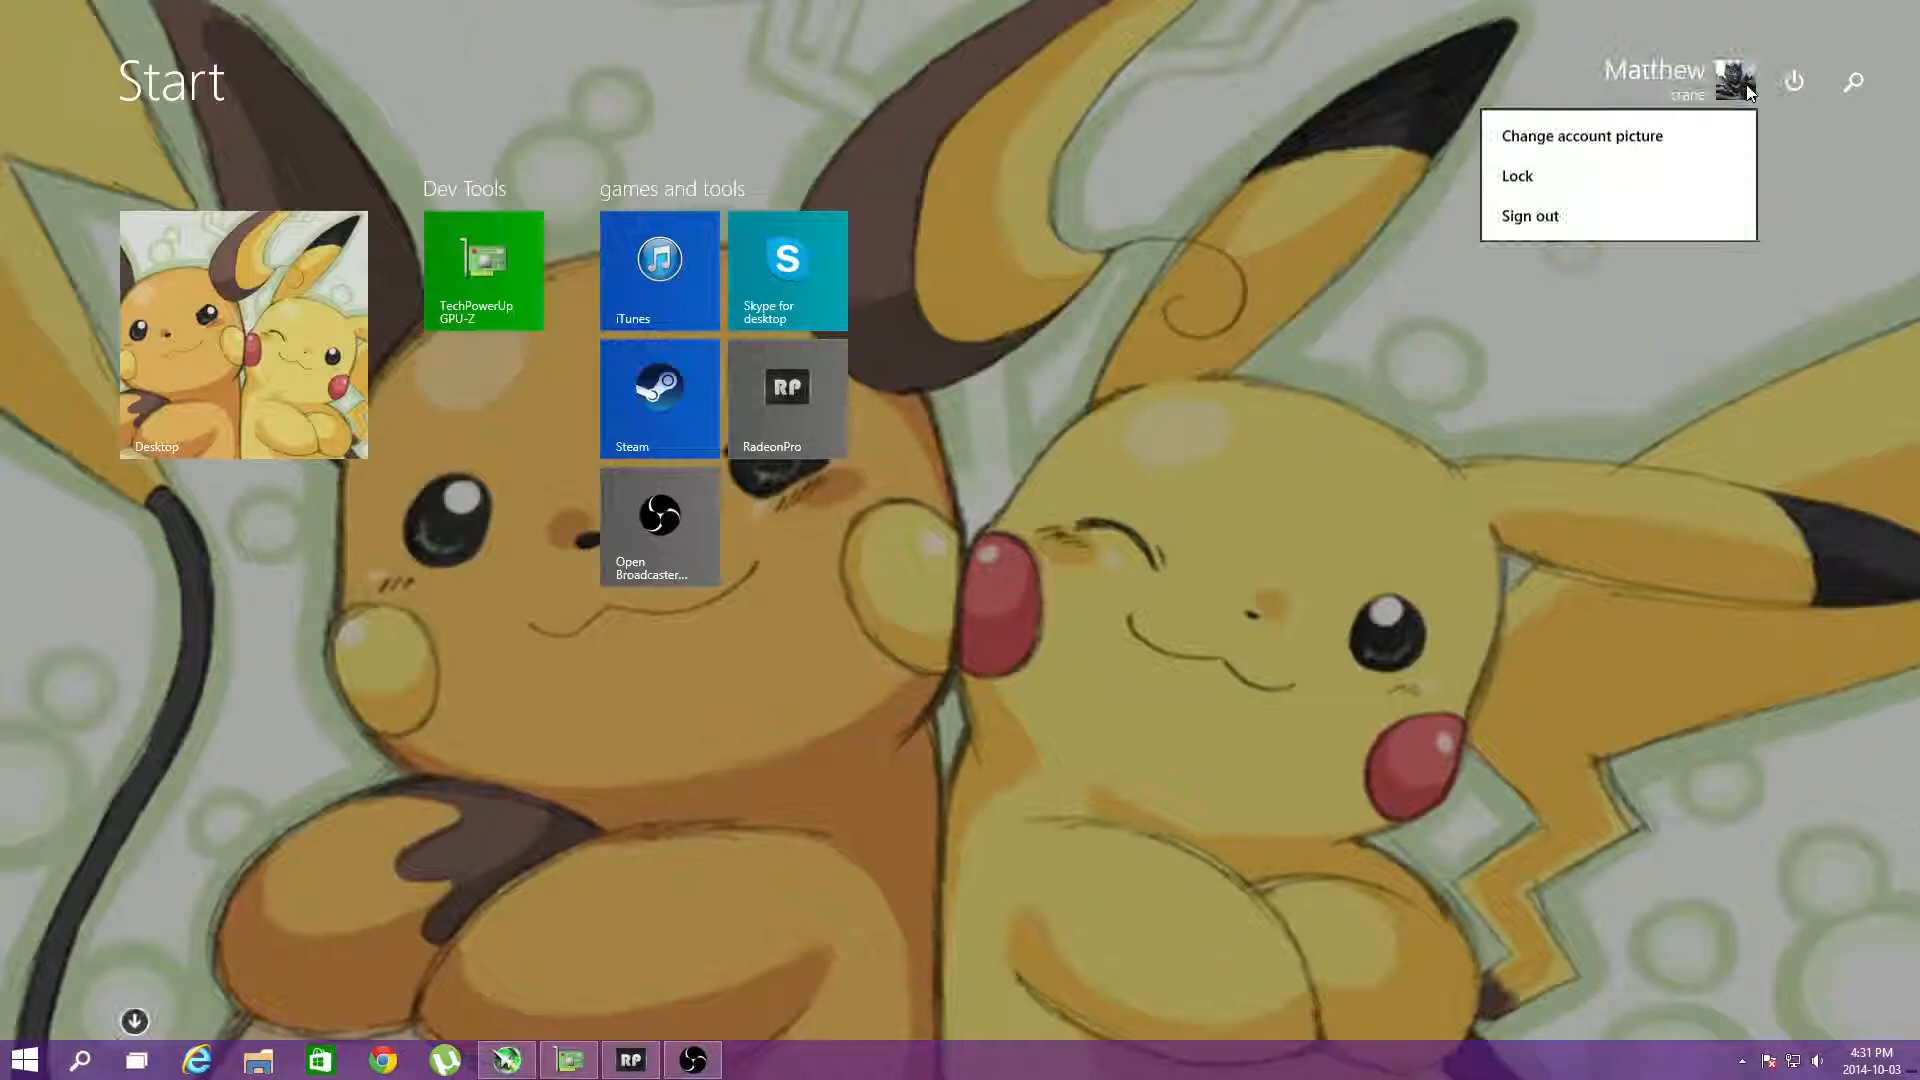 Start
Matthew
crane
Change account picture
Lock
Sign out
Dev Tools
games and tools
Desktop
TechPowerUp
GPU-Z
iTunes
S
Skype for
desktop
Steam
RP
RadeonPro
Open
Broadcaster...
RP
4:31 PM
2014-10-03